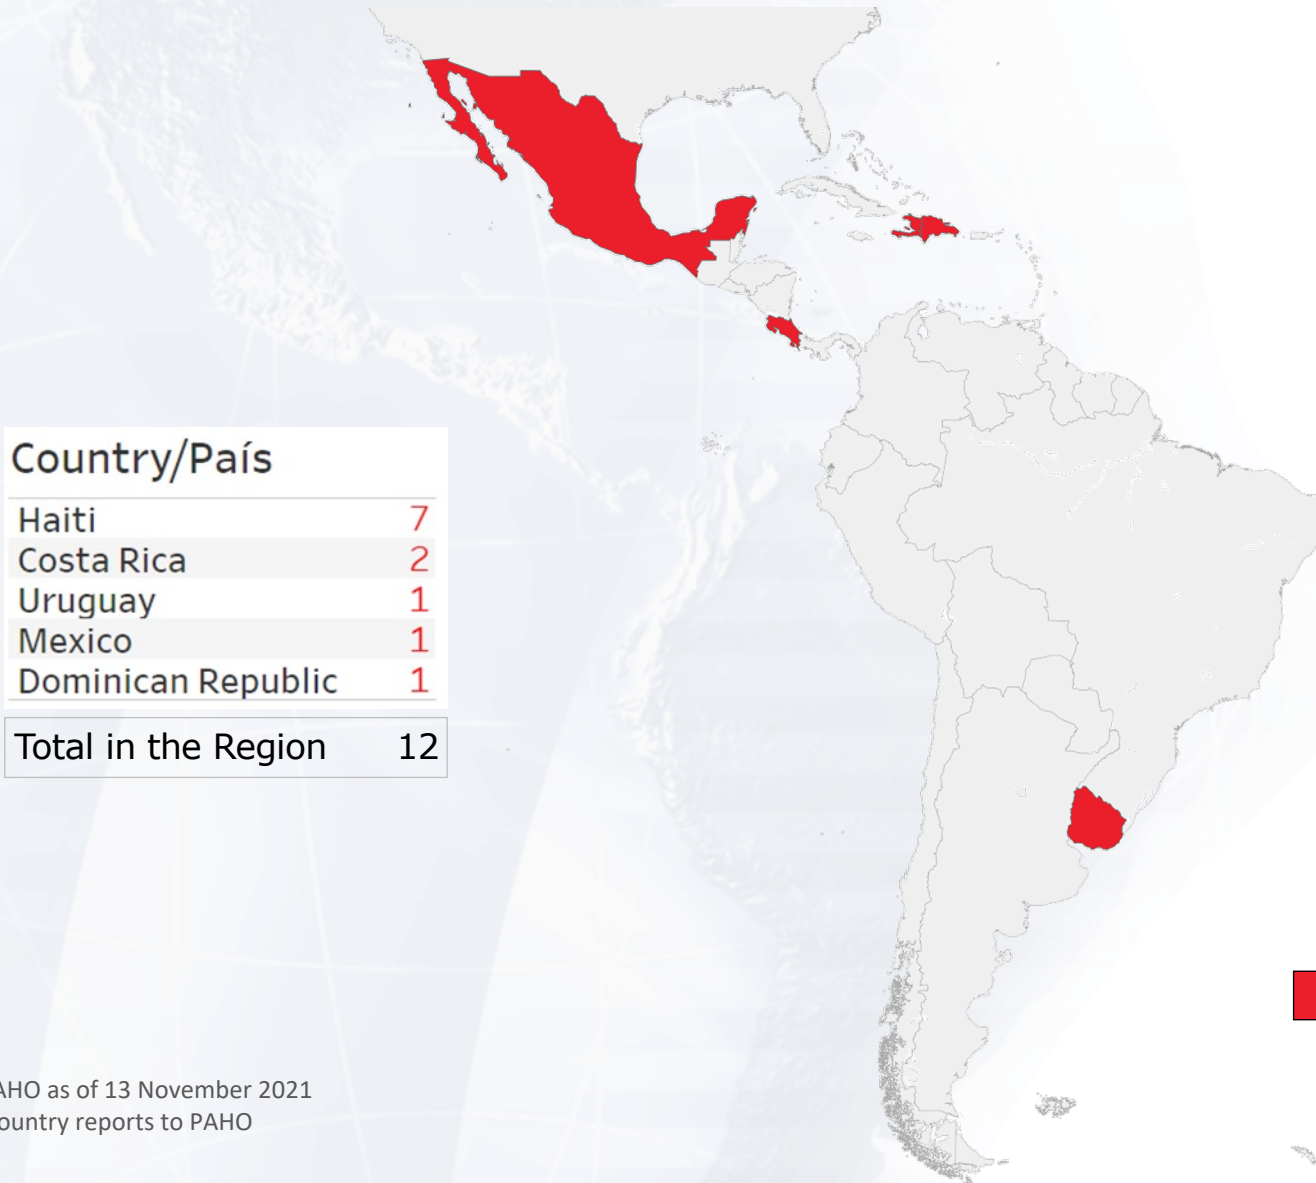 Country/País
Haiti 7
Costa Rica 2
Uruguay 1
Mexico 1
Dominican Republic 1
Total in the Region 12
AHO as of 13 November 2021
ountry reports to PAHO